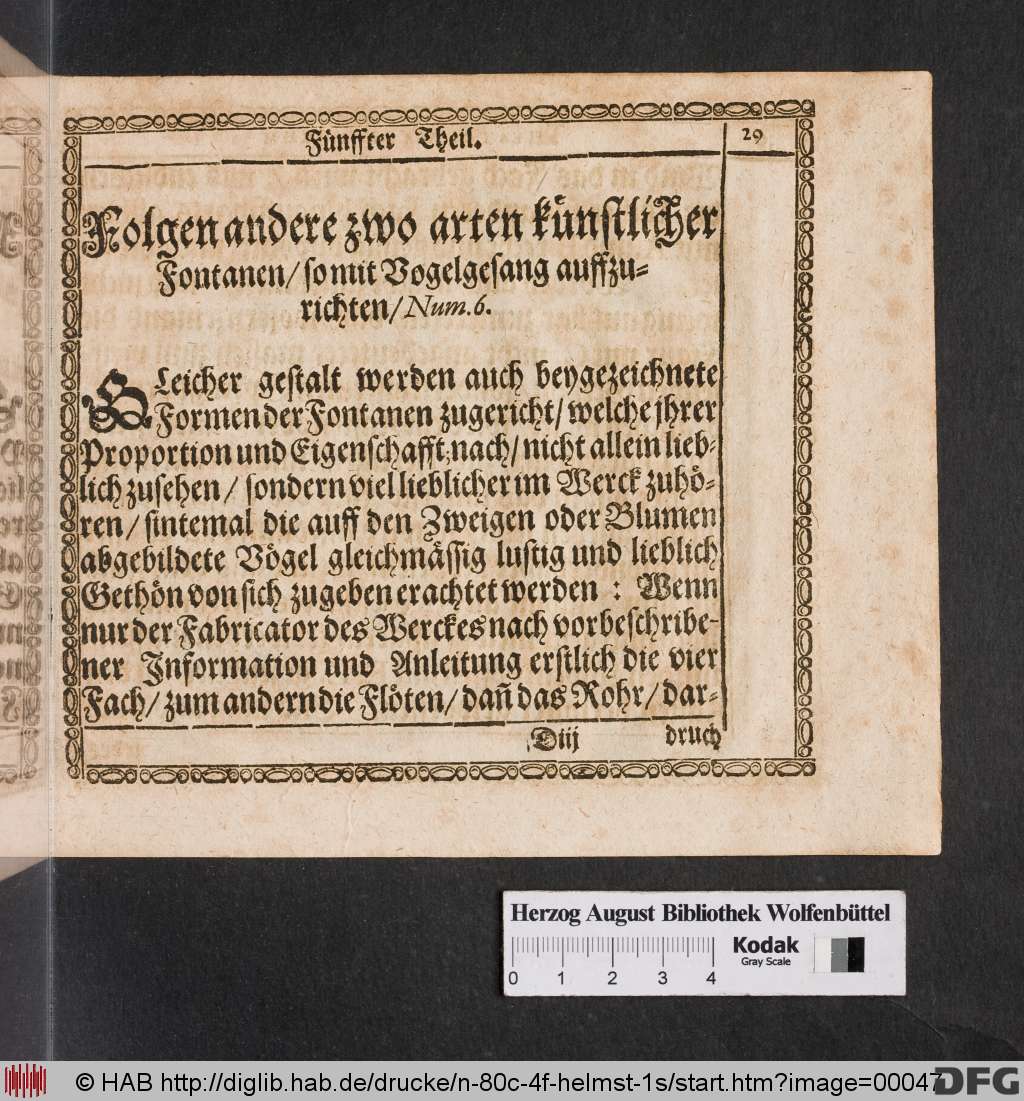 Fünffter Theil.
29
Folgen andere zwo arten künstlicher
Fontanen/ so mit Vogelgesang auffzu-
richten/ Num. 6.
GLeicher gestalt werden auch beygezeichnete
Formen der Fontanen zugericht/ welche jhrer
Proportion und Eigenschafft nach/ nicht allein lieb-
lich zusehen/ sondern viel lieblicher im Werck zuhö-
ren/ sintemal die auff den Zweigen oder Blumen
abgebildete Vögel gleichmässig lustig und lieblich
Gethön von sich zugeben erachtet werden : Wenn
nur der Fabricator des Werckes nach vorbeschribe-
ner Information und Anleitung erstlich die vier
Fach/ zum andern die Flöten/ dañ das Rohr/ dar-
Diij
druch
Herzog August Bibliothek Wolfenbüttel
0 1 2 3 4
Kodak
Gray Scale
© HAB http://diglib.hab.de/drucke/n-80c-4f-helmst-1s/start.htm?image=00047
DFG